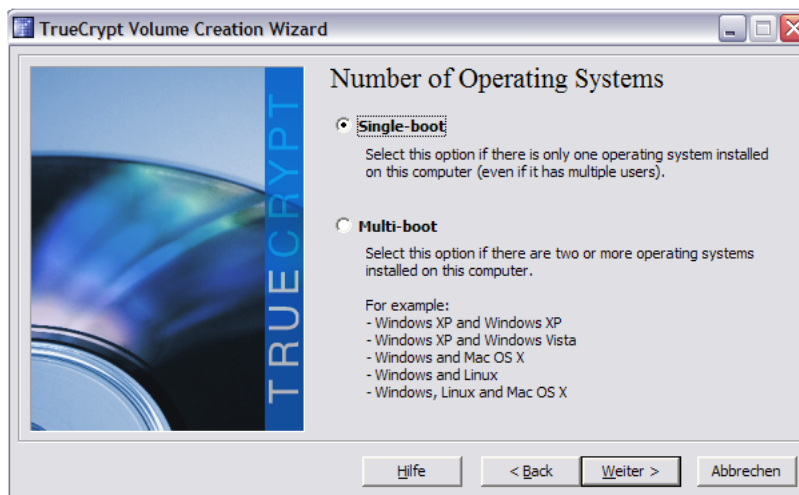 TrueCrypt Volume Creation Wizard
Number of Operating Systems
TRUECRYPT
Single-boot
Select this option if there is only one operating system installed
on this computer (even if it has multiple users).
Multi-boot
Select this option if there are two or more operating systems
installed on this computer.
For example:
- Windows XP and Windows XP
- Windows XP and Windows Vista
- Windows and Mac OS X
- Windows and Linux
- Windows, Linux and Mac OS X
Hilfe
< Back
Weiter >
Abbrechen